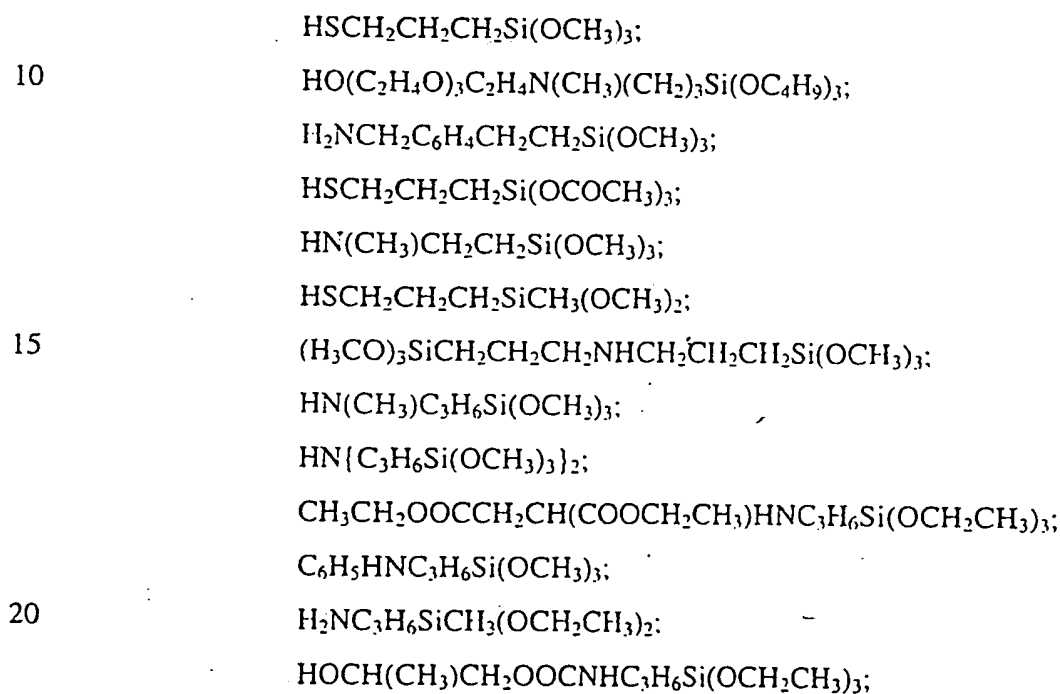 HSCH₂CH₂CH₂Si(OCH₃)₃;
10 HO(C₂H₄O)₃C₂H₄N(CH₃)(CH₂)₃Si(OC₄H₉)₃;
H₂NCH₂C₆H₄CH₂CH₂Si(OCH₃)₃;
HSCH₂CH₂CH₂Si(OCOCH₃)₃;
HN(CH₃)CH₂CH₂Si(OCH₃)₃;
HSCH₂CH₂CH₂SiCH₃(OCH₃)₂;
15 (H₃CO)₃SiCH₂CH₂CH₂NHCH₂CH₂CH₂Si(OCH₃)₃;
HN(CH₃)C₃H₆Si(OCH₃)₃;
HN{C₃H₆Si(OCH₃)₃}₂;
CH₃CH₂OOCCH₂CH(COOCH₂CH₃)HNC₃H₆Si(OCH₂CH₃)₃;
C₆H₅HNC₃H₆Si(OCH₃)₃;
20 H₂NC₃H₆SiCH₃(OCH₂CH₃)₂;
HOCH(CH₃)CH₂OOCNHC₃H₆Si(OCH₂CH₃)₃;